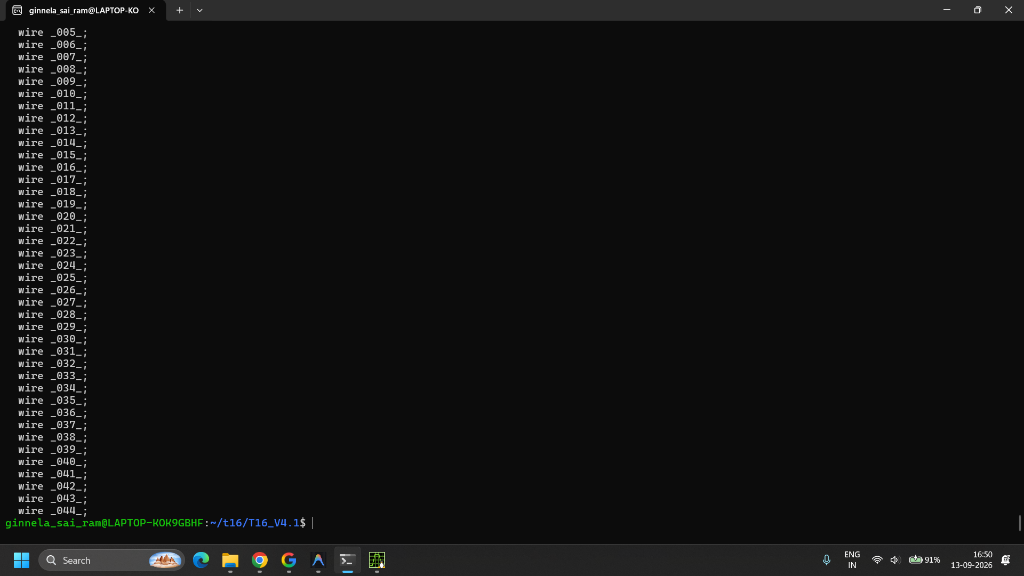 ginnela_sai_ram@LAPTOP-KO
wire _005_;
wire _006_;
wire _007_;
wire _008_;
wire _009_;
wire _010_;
wire _011_;
wire _012_;
wire _013_;
wire _014_;
wire _015_;
wire _016_;
wire _017_;
wire _018_;
wire _019_;
wire _020_;
wire _021_;
wire _022_;
wire _023_;
wire _024_;
wire _025_;
wire _026_;
wire _027_;
wire _028_;
wire _029_;
wire _030_;
wire _031_;
wire _032_;
wire _033_;
wire _034_;
wire _035_;
wire _036_;
wire _037_;
wire _038_;
wire _039_;
wire _040_;
wire _041_;
wire _042_;
wire _043_;
wire _044_;
ginnela_sai_ram@LAPTOP-KOK9GBHF:~/t16/T16_V4.1$
Search
ENG
IN
91%
16:50
13-09-2026